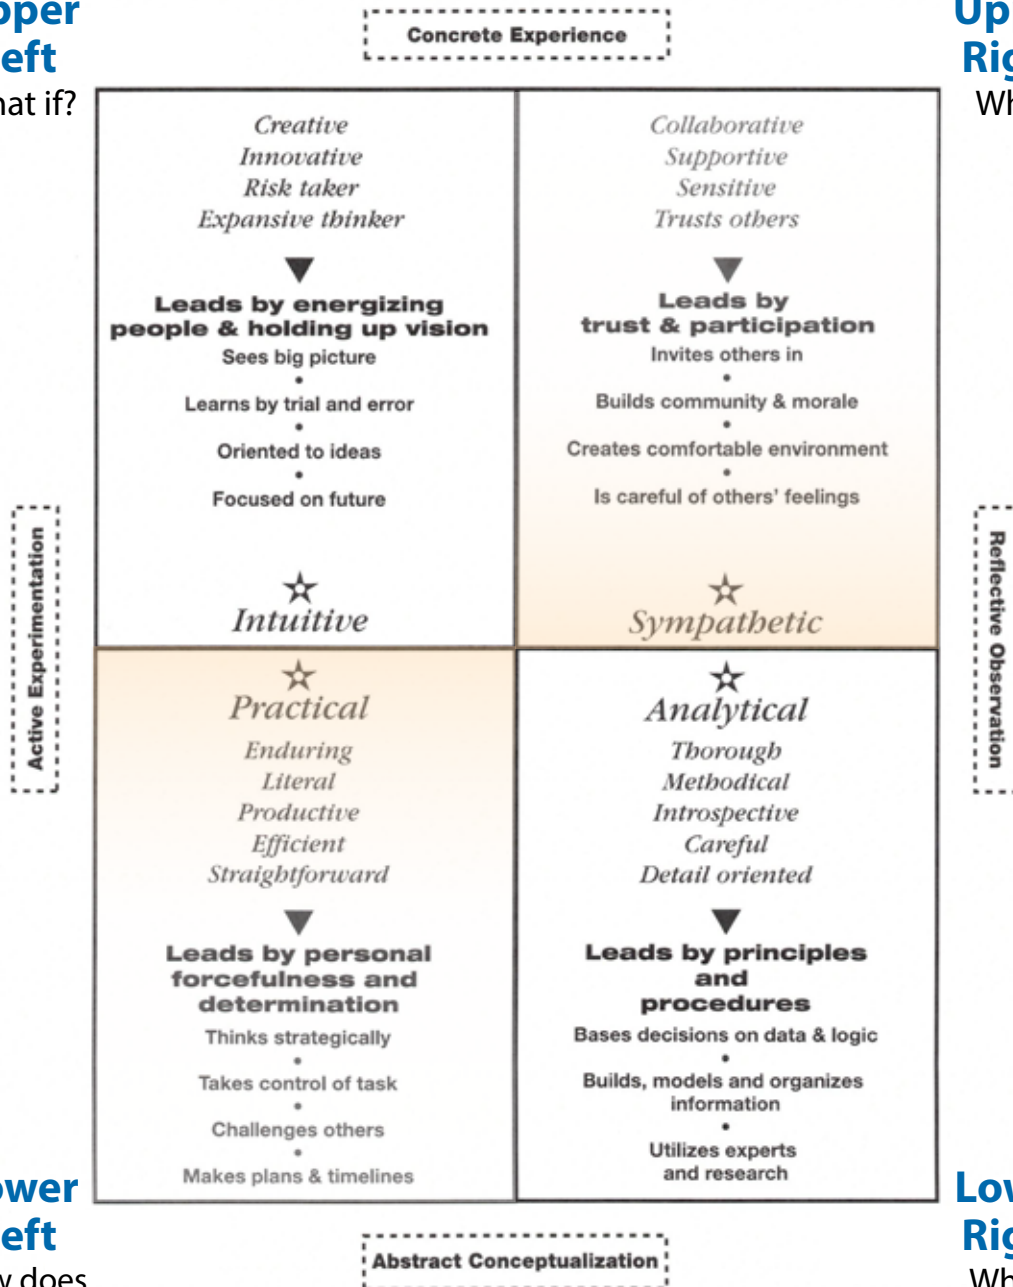 Concrete Experience
eft
if?
Creative
Innovative
Risk taker
Expansive thinker
Leads by energizing
people & holding up vision
Sees big picture
•
Learns by trial and error
•
Oriented to ideas
•
Focused on future
Intuitive
Collaborative
Supportive
Sensitive
Trusts others
Leads by
trust & participation
Invites others in
•
Builds community & morale
•
Creates comfortable environment
•
Is careful of others' feelings
Sympathetic
Up
Rig
Wh
Active Experimentation
Reflective Observation
Practical
Enduring
Literal
Productive
Efficient
Straightforward
Leads by personal
forcefulness and
determination
Thinks strategically
•
Takes control of task
•
Challenges others
•
Makes plans & timelines
Analytical
Thorough
Methodical
Introspective
Careful
Detail oriented
Leads by principles
and
procedures
Bases decisions on data & logic
•
Builds, models and organizes
information
•
Utilizes experts
and research
ower
eft
w does
Low
Rig
Wh
Abstract Conceptualization